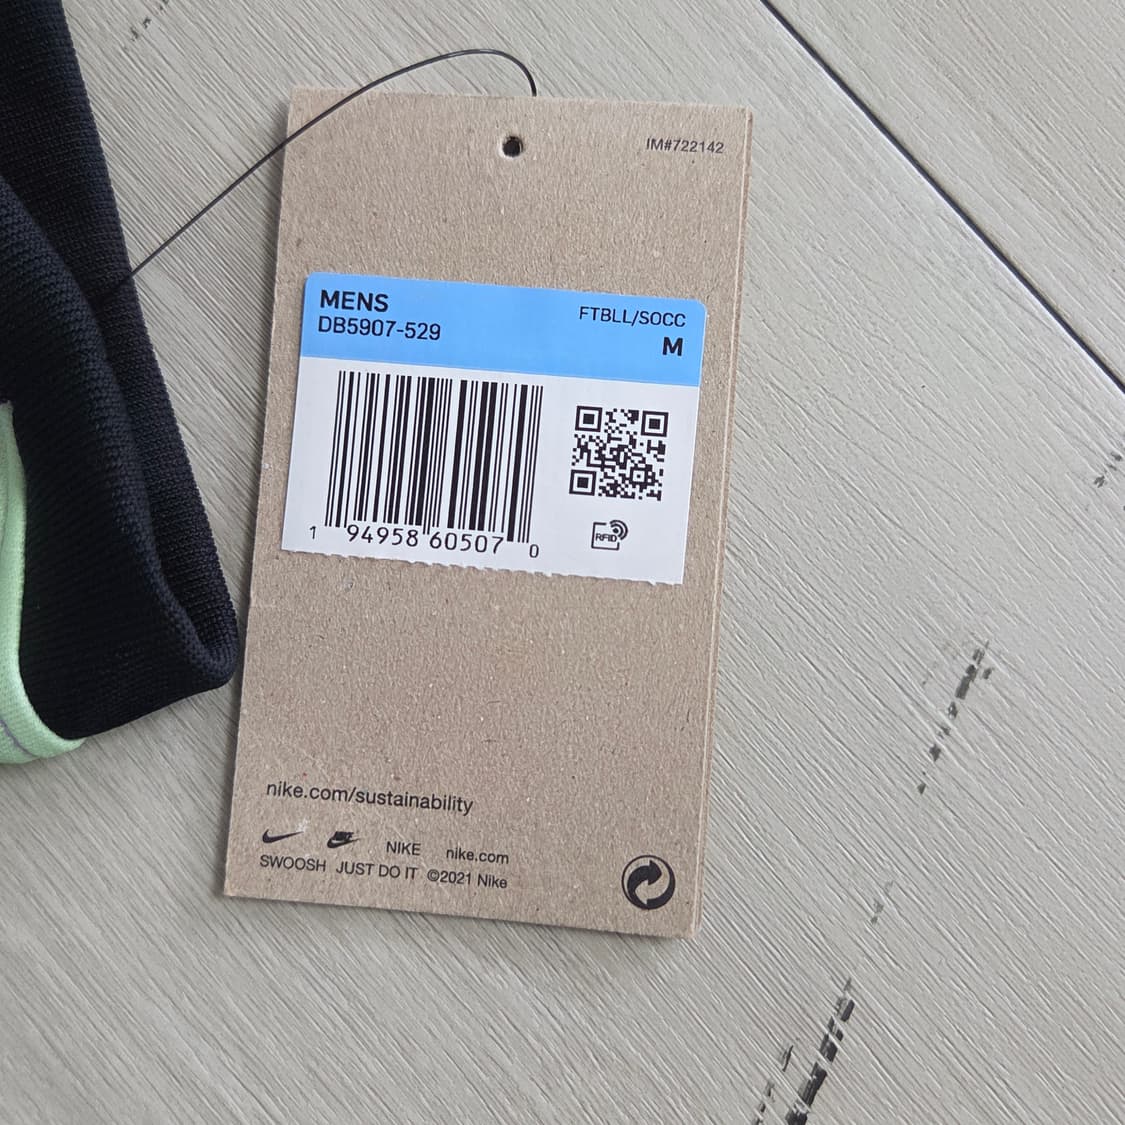 IM#722142
MENS
DB5907-529
FTBLL/SOCC
M
1 94958 60507 0
RFID
nike.com/sustainability
NIKE nike.com
SWOOSH JUST DO IT ©2021 Nike